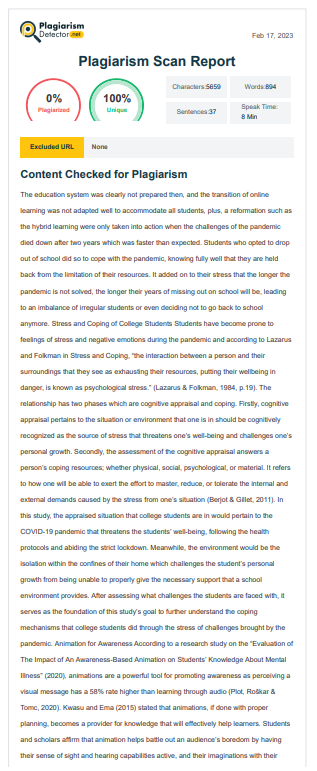 Plagiarism
Detector.net
Feb 17, 2023
Plagiarism Scan Report
0%
Plagiarized
100%
Unique
Characters:5659
Words:894
Sentences:37
Speak Time:
8 Min
Excluded URL
None
Content Checked for Plagiarism
The education system was clearly not prepared then, and the transition of online
learning was not adapted well to accommodate all students, plus, a reformation such as
the hybrid learning were only taken into action when the challenges of the pandemic
died down after two years which was faster than expected. Students who opted to drop
out of school did so to cope with the pandemic, knowing fully well that they are held
back from the limitation of their resources. It added on to their stress that the longer the
pandemic is not solved, the longer their years of missing out on school will be, leading
to an imbalance of irregular students or even deciding not to go back to school
anymore. Stress and Coping of College Students Students have become prone to
feelings of stress and negative emotions during the pandemic and according to Lazarus
and Folkman in Stress and Coping, “the interaction between a person and their
surroundings that they see as exhausting their resources, putting their wellbeing in
danger, is known as psychological stress.” (Lazarus & Folkman, 1984, p.19). The
relationship has two phases which are cognitive appraisal and coping. Firstly, cognitive
appraisal pertains to the situation or environment that one is in should be cognitively
recognized as the source of stress that threatens one’s well-being and challenges one’s
personal growth. Secondly, the assessment of the cognitive appraisal answers a
person’s coping resources; whether physical, social, psychological, or material. It refers
to how one will be able to exert the effort to master, reduce, or tolerate the internal and
external demands caused by the stress from one’s situation (Berjot & Gillet, 2011). In
this study, the appraised situation that college students are in would pertain to the
COVID-19 pandemic that threatens the students’ well-being, following the health
protocols and abiding the strict lockdown. Meanwhile, the environment would be the
isolation within the confines of their home which challenges the student’s personal
growth from being unable to properly give the necessary support that a school
environment provides. After assessing what challenges the students are faced with, it
serves as the foundation of this study’s goal to further understand the coping
mechanisms that college students did through the stress of challenges brought by the
pandemic. Animation for Awareness According to a research study on the “Evaluation of
The Impact of An Awareness-Based Animation on Students’ Knowledge About Mental
Illness” (2020), animations are a powerful tool for promoting awareness as perceiving a
visual message has a 58% rate higher than learning through audio (Plot, Roškar &
Tomc, 2020). Kwasu and Ema (2015) stated that animations, if done with proper
planning, becomes a provider for knowledge that will effectively help learners. Students
and scholars affirm that animation helps battle out an audience’s boredom by having
their sense of sight and hearing capabilities active, and their imaginations with their